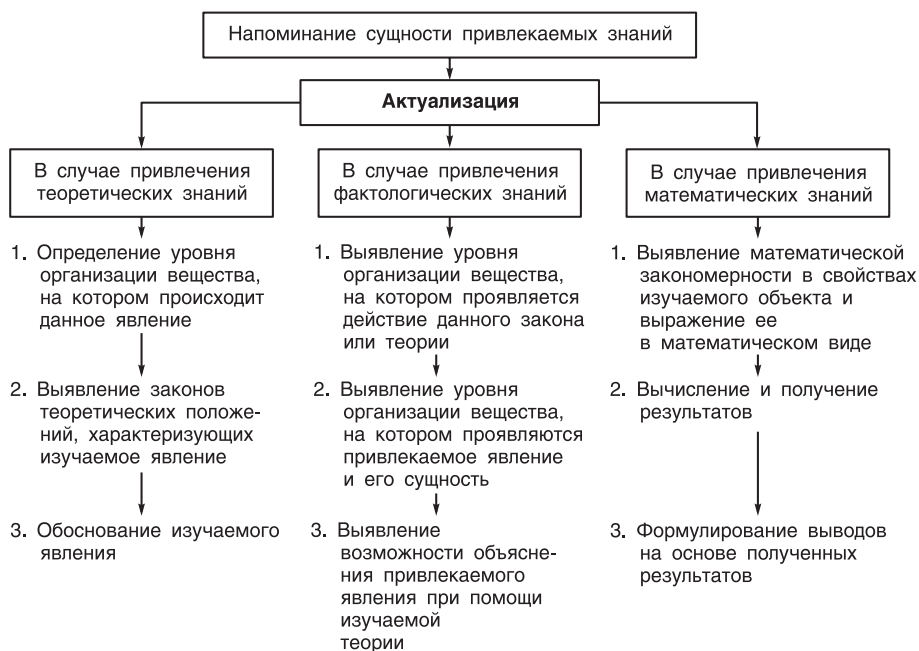 Напоминание сущности привлекаемых знаний
Актуализация
В случае привлечения
теоретических знаний
1. Определение уровня
организации вещества,
на котором происходит
данное явление
2. Выявление законов
теоретических положе-
ний, характеризующих
изучаемое явление
3. Обоснование изучаемого
явления
В случае привлечения
фактологических знаний
1. Выявление уровня
организации вещества,
на котором проявляется
действие данного закона
или теории
2. Выявление уровня
организации вещества,
на котором проявляются
привлекаемое явление
и его сущность
3. Выявление
возможности объясне-
ния привлекаемого
явления при помощи
изучаемой
теории
В случае привлечения
математических знаний
1. Выявление математической
закономерности в свойствах
изучаемого объекта и
выражение ее
в математическом виде
2. Вычисление и получение
результатов
3. Формулирование выводов
на основе полученных
результатов